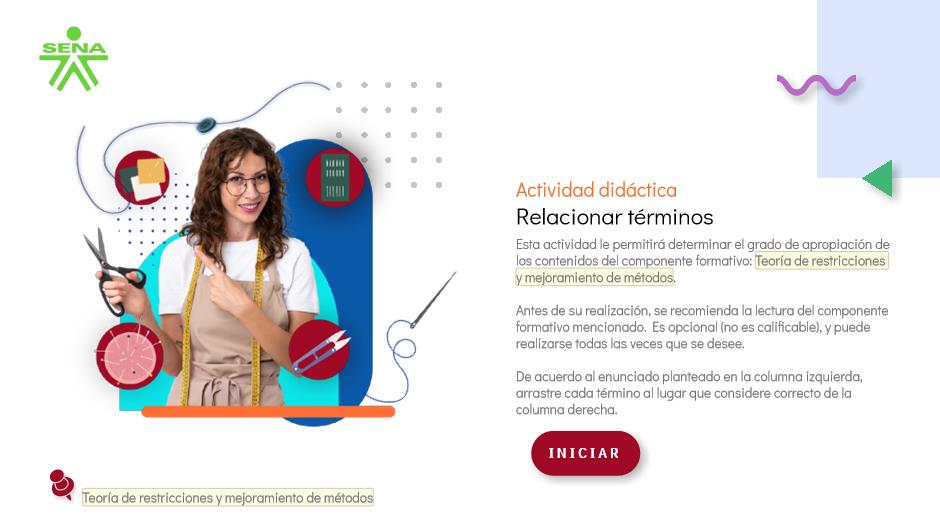 SENA
Actividad didáctica
Relacionar términos
Esta actividad le permitirá determinar el grado de apropiación de
los contenidos del componente formativo: Teoría de restricciones
y mejoramiento de métodos.
Antes de su realización, se recomienda la lectura del componente
formativo mencionado. Es opcional (no es calificable), y puede
realizarse todas las veces que se desee.
De acuerdo al enunciado planteado en la columna izquierda,
arrastre cada término al lugar que considere correcto de la
columna derecha.
INICIAR
Teoría de restricciones y mejoramiento de métodos